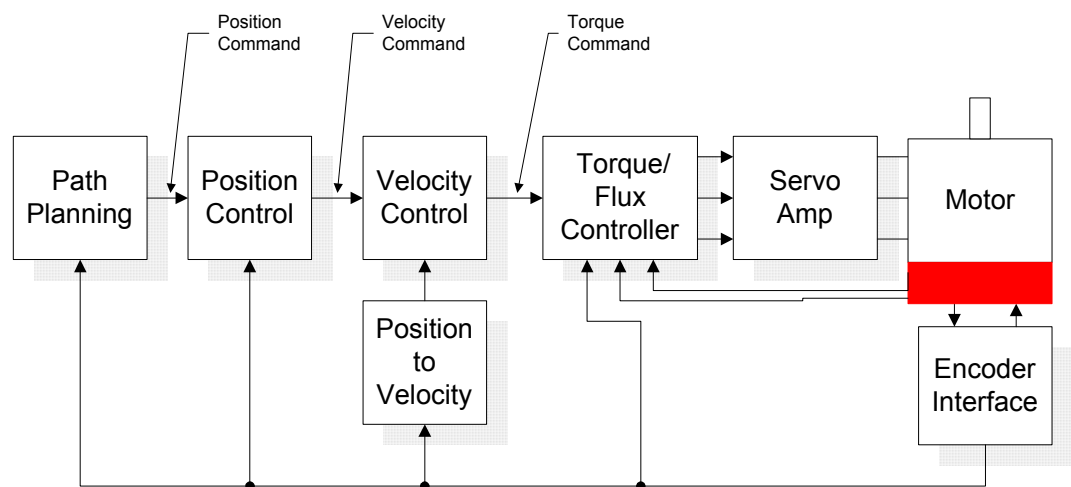 Position
Command
Velocity
Command
Torque
Command
Path
Planning
Position
Control
Velocity
Control
Torque/
Flux
Controller
Servo
Amp
Motor
Position
to
Velocity
Encoder
Interface